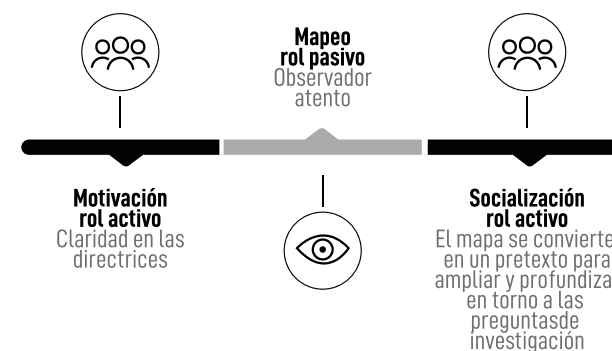 Motivación
rol activo
Claridad en las
directrices
Mapeo
rol pasivo
Observador
atento
Socialización
rol activo
El mapa se convierte
en un pretexto para
ampliar y profundiza
en torno a las
preguntasde
investigación